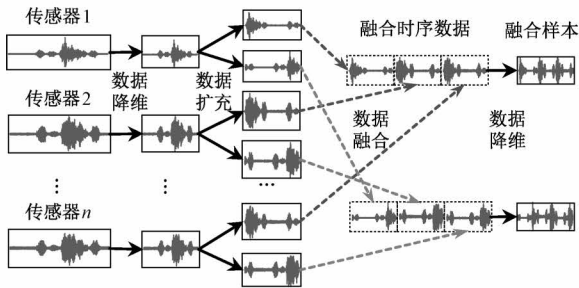 传感器1
融合时序数据
融合样本
数据
降维
数据
扩充
传感器2
数据
融合
数据
降维
...
传感器n